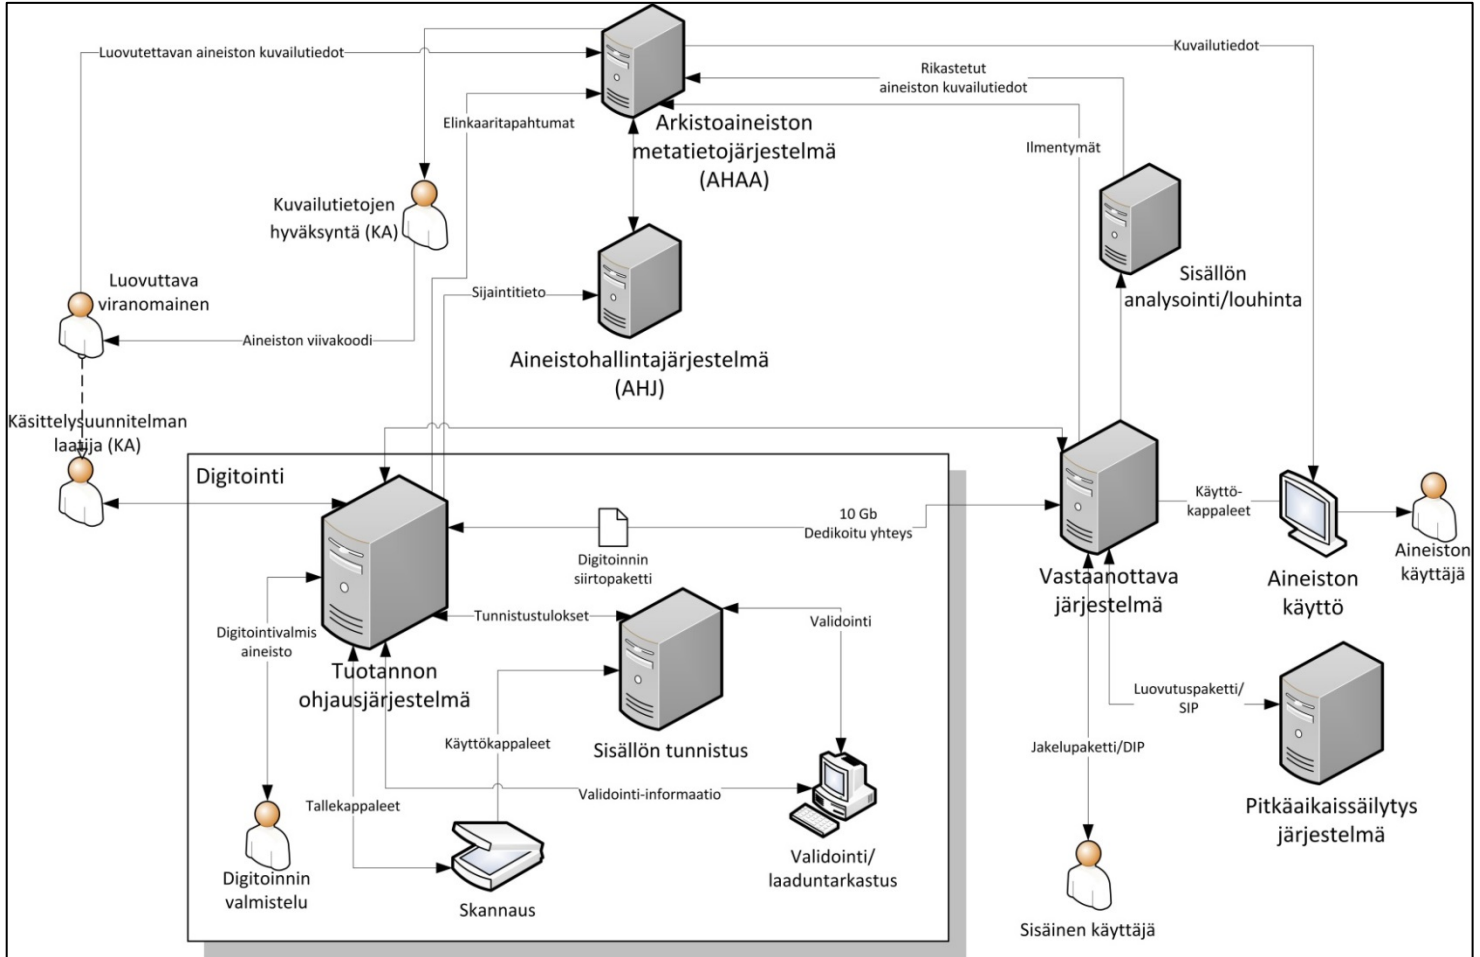 Luovutettavan aineiston kuvailutiedot
Kuvailutiedot
Rikastetut
aineiston kuvailutiedot
Elinkaaritapahtumat
Arkistoaineiston
metatietojärjestelmä
(AHAA)
Ilmentymät
Kuvailutietojen
hyväksyntä (KA)
Sisällön
analysointi/louhinta
Luovuttava
viranomainen
Sijaintitieto
Aineiston viivakoodi
Aineistohallintajärjestelmä
(AHJ)
Käsittelysuunnitelman
laatija (KA)
Digitointi
10 Gb
Dedikoitu yhteys
Käyttö-
kappaleet
Digitoinnin
siirtopaketti
Vastaanottava
järjestelmä
Aineiston
käyttö
Aineiston
käyttäjä
Tunnistustulokset
Validointi
Digitointivalmis
aineisto
Tuotannon
ohjausjärjestelmä
Luovutuspaketti/
SIP
Käyttökappaleet
Sisällön tunnistus
Jakelupaketti/DIP
Tallekappaleet
Validointi-informaatio
Pitkäaikaissäilytys
järjestelmä
Validointi/
laaduntarkastus
Digitoinnin
valmistelu
Skannaus
Sisäinen käyttäjä